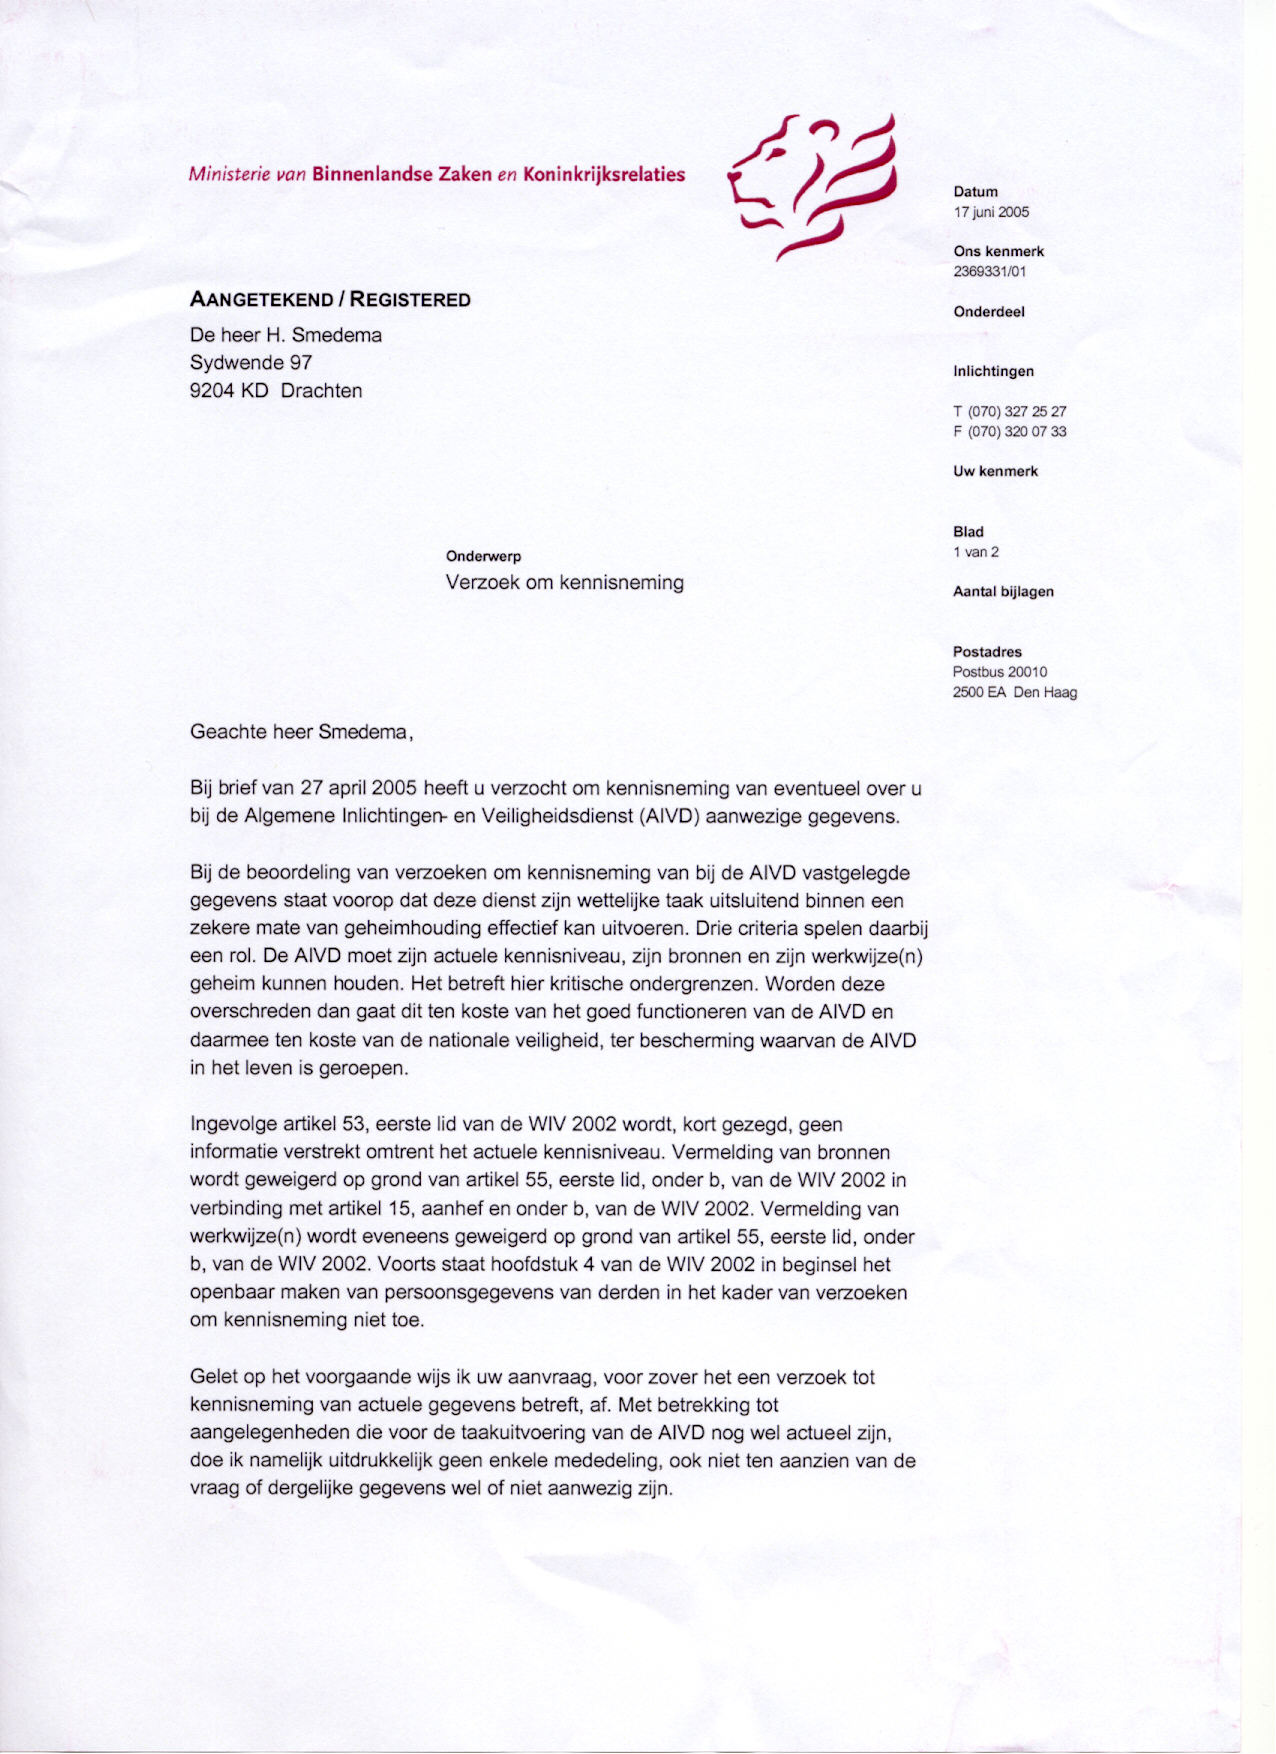 Ministerie van Binnenlandse Zaken en Koninkrijksrelaties
Datum
17 juni 2005
Ons kenmerk
2369331/01
Onderdeel
Inlichtingen
T (070) 327 25 27
F (070) 320 07 33
Uw kenmerk
Blad
1 van 2
Aantal bijlagen
Postadres
Postbus 20010
2500 EA Den Haag
AANGETEKEND / REGISTERED
De heer H. Smedema
Sydwende 97
9204 KD Drachten
Onderwerp
Verzoek om kennisneming
Geachte heer Smedema,
Bij brief van 27 april 2005 heeft u verzocht om kennisneming van eventueel over u
bij de Algemene Inlichtingen- en Veiligheidsdienst (AIVD) aanwezige gegevens.
Bij de beoordeling van verzoeken om kennisneming van bij de AIVD vastgelegde
gegevens staat voorop dat deze dienst zijn wettelijke taak uitsluitend binnen een
zekere mate van geheimhouding effectief kan uitvoeren. Drie criteria spelen daarbij
een rol. De AIVD moet zijn actuele kennisniveau, zijn bronnen en zijn werkwijze(n)
geheim kunnen houden. Het betreft hier kritische ondergrenzen. Worden deze
overschreden dan gaat dit ten koste van het goed functioneren van de AIVD en
daarmee ten koste van de nationale veiligheid, ter bescherming waarvan de AIVD
in het leven is geroepen.
Ingevolge artikel 53, eerste lid van de WIV 2002 wordt, kort gezegd, geen
informatie verstrekt omtrent het actuele kennisniveau. Vermelding van bronnen
wordt geweigerd op grond van artikel 55, eerste lid, onder b, van de WIV 2002 in
verbinding met artikel 15, aanhef en onder b, van de WIV 2002. Vermelding van
werkwijze(n) wordt eveneens geweigerd op grond van artikel 55, eerste lid, onder
b, van de WIV 2002. Voorts staat hoofdstuk 4 van de WIV 2002 in beginsel het
openbaar maken van persoonsgegevens van derden in het kader van verzoeken
om kennisneming niet toe.
Gelet op het voorgaande wijs ik uw aanvraag, voor zover het een verzoek tot
kennisneming van actuele gegevens betreft, af. Met betrekking tot
aangelegenheden die voor de taakuitvoering van de AIVD nog wel actueel zijn,
doe ik namelijk uitdrukkelijk geen enkele mededeling, ook niet ten aanzien van de
vraag of dergelijke gegevens wel of niet aanwezig zijn.